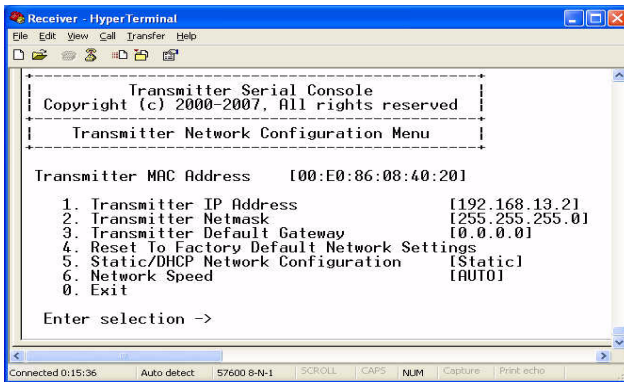 Receiver - HyperTerminal
File Edit View Call Transfer Help
Transmitter Serial Console
Copyright (c) 2000-2007, All rights reserved
Transmitter Network Configuration Menu
Transmitter MAC Address [00:E0:86:08:40:20]
1. Transmitter IP Address [192.168.13.2]
2. Transmitter Netmask [255.255.255.0]
3. Transmitter Default Gateway [0.0.0.0]
4. Reset To Factory Default Network Settings
5. Static/DHCP Network Configuration [Static]
6. Network Speed [AUTO]
0. Exit
Enter selection ->
Connected 0:15:36 Auto detect 57600 8-N-1 SCROLL CAPS NUM Capture Print echo